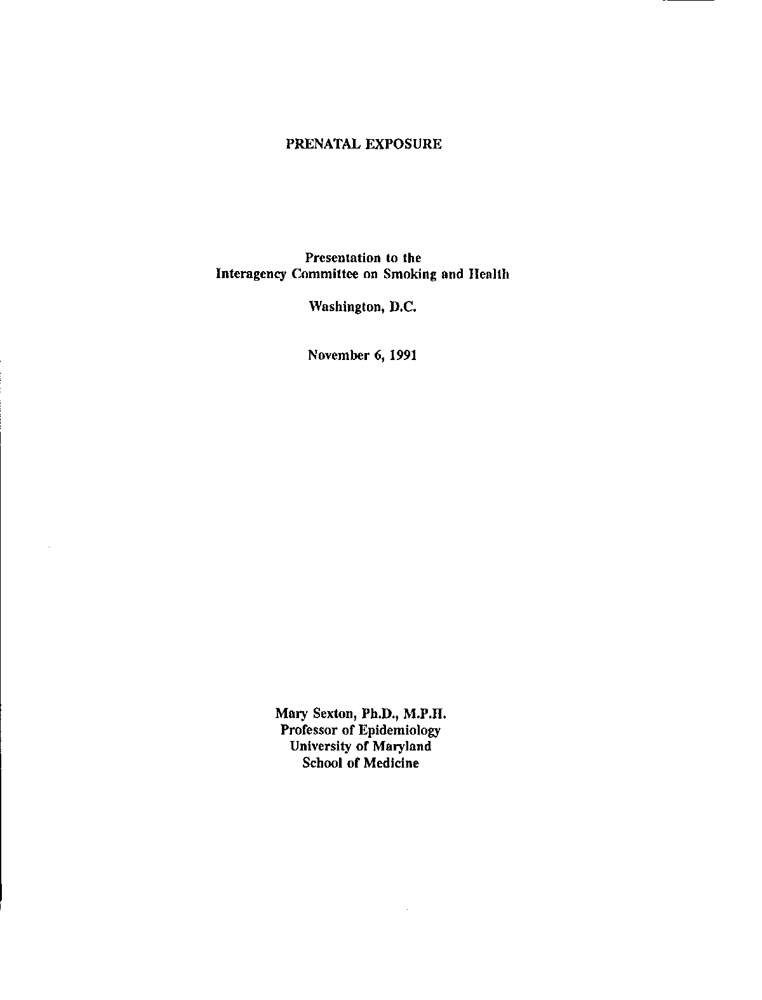 PRENATAL EXPOSURE
Presentation to the
Interagency Committee on Smoking and Health
Washington, D.C.
November 6, 1991
Mary Sexton, Ph.D., M.P.H.
Professor of Epidemiology
University of Maryland
School of Medicine